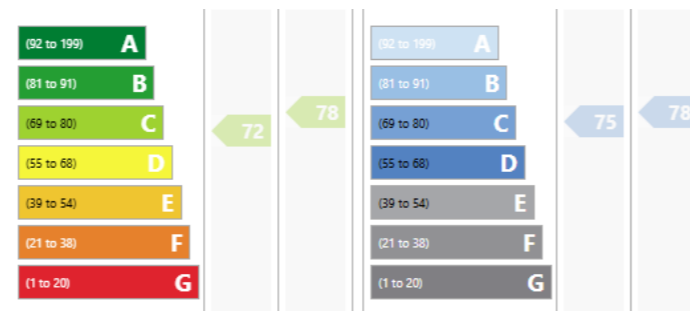 (92 to 199) A
(81 to 91) B
(69 to 80) C
(55 to 68) D
(39 to 54) E
(21 to 38) F
(1 to 20) G
72
78
(92 to 199) A
(81 to 91) B
(69 to 80) C
(55 to 68) D
(39 to 54) E
(21 to 38) F
(1 to 20) G
75
78